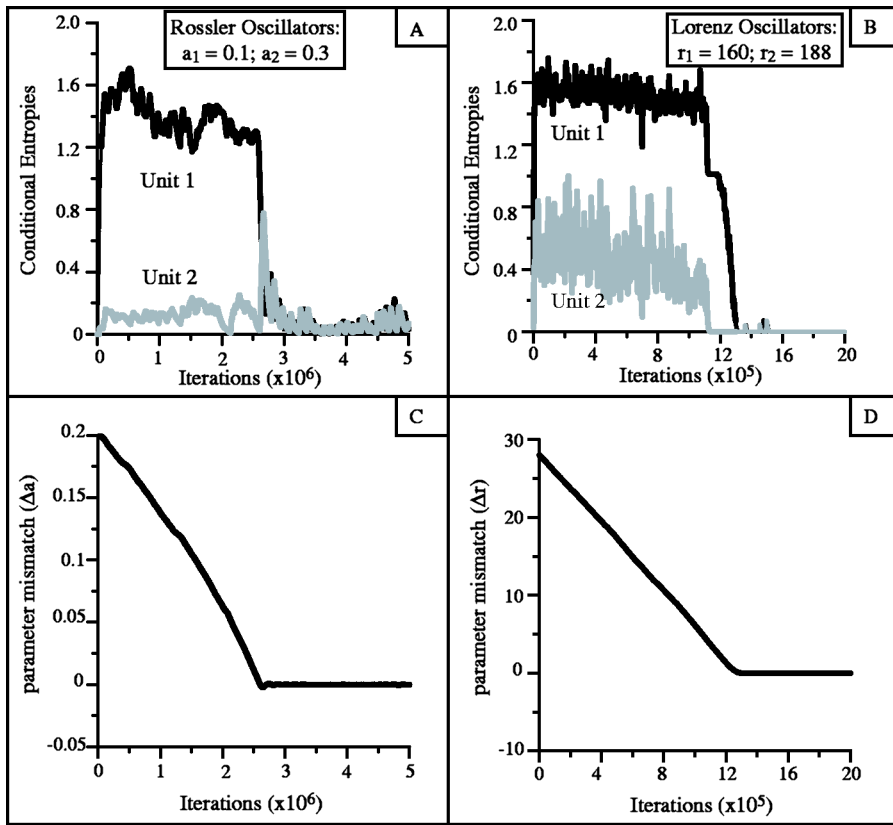 Rossler Oscillators:
a1 = 0.1; a2 = 0.3
A
Conditional Entropies
2.0
1.6
1.2
0.8
0.4
0
Unit 1
Unit 2
0 1 2 3 4 5
Iterations (x10^6)
Lorenz Oscillators:
r1 = 160; r2 = 188
B
Conditional Entropies
2.0
1.6
1.2
0.8
0.4
0
Unit 1
Unit 2
0 4 8 12 16 20
Iterations (x10^5)
C
parameter mismatch (Δa)
0.2
0.15
0.1
0.05
0
-0.05
0 1 2 3 4 5
Iterations (x10^6)
D
parameter mismatch (Δr)
30
20
10
0
-10
0 4 8 12 16 20
Iterations (x10^5)